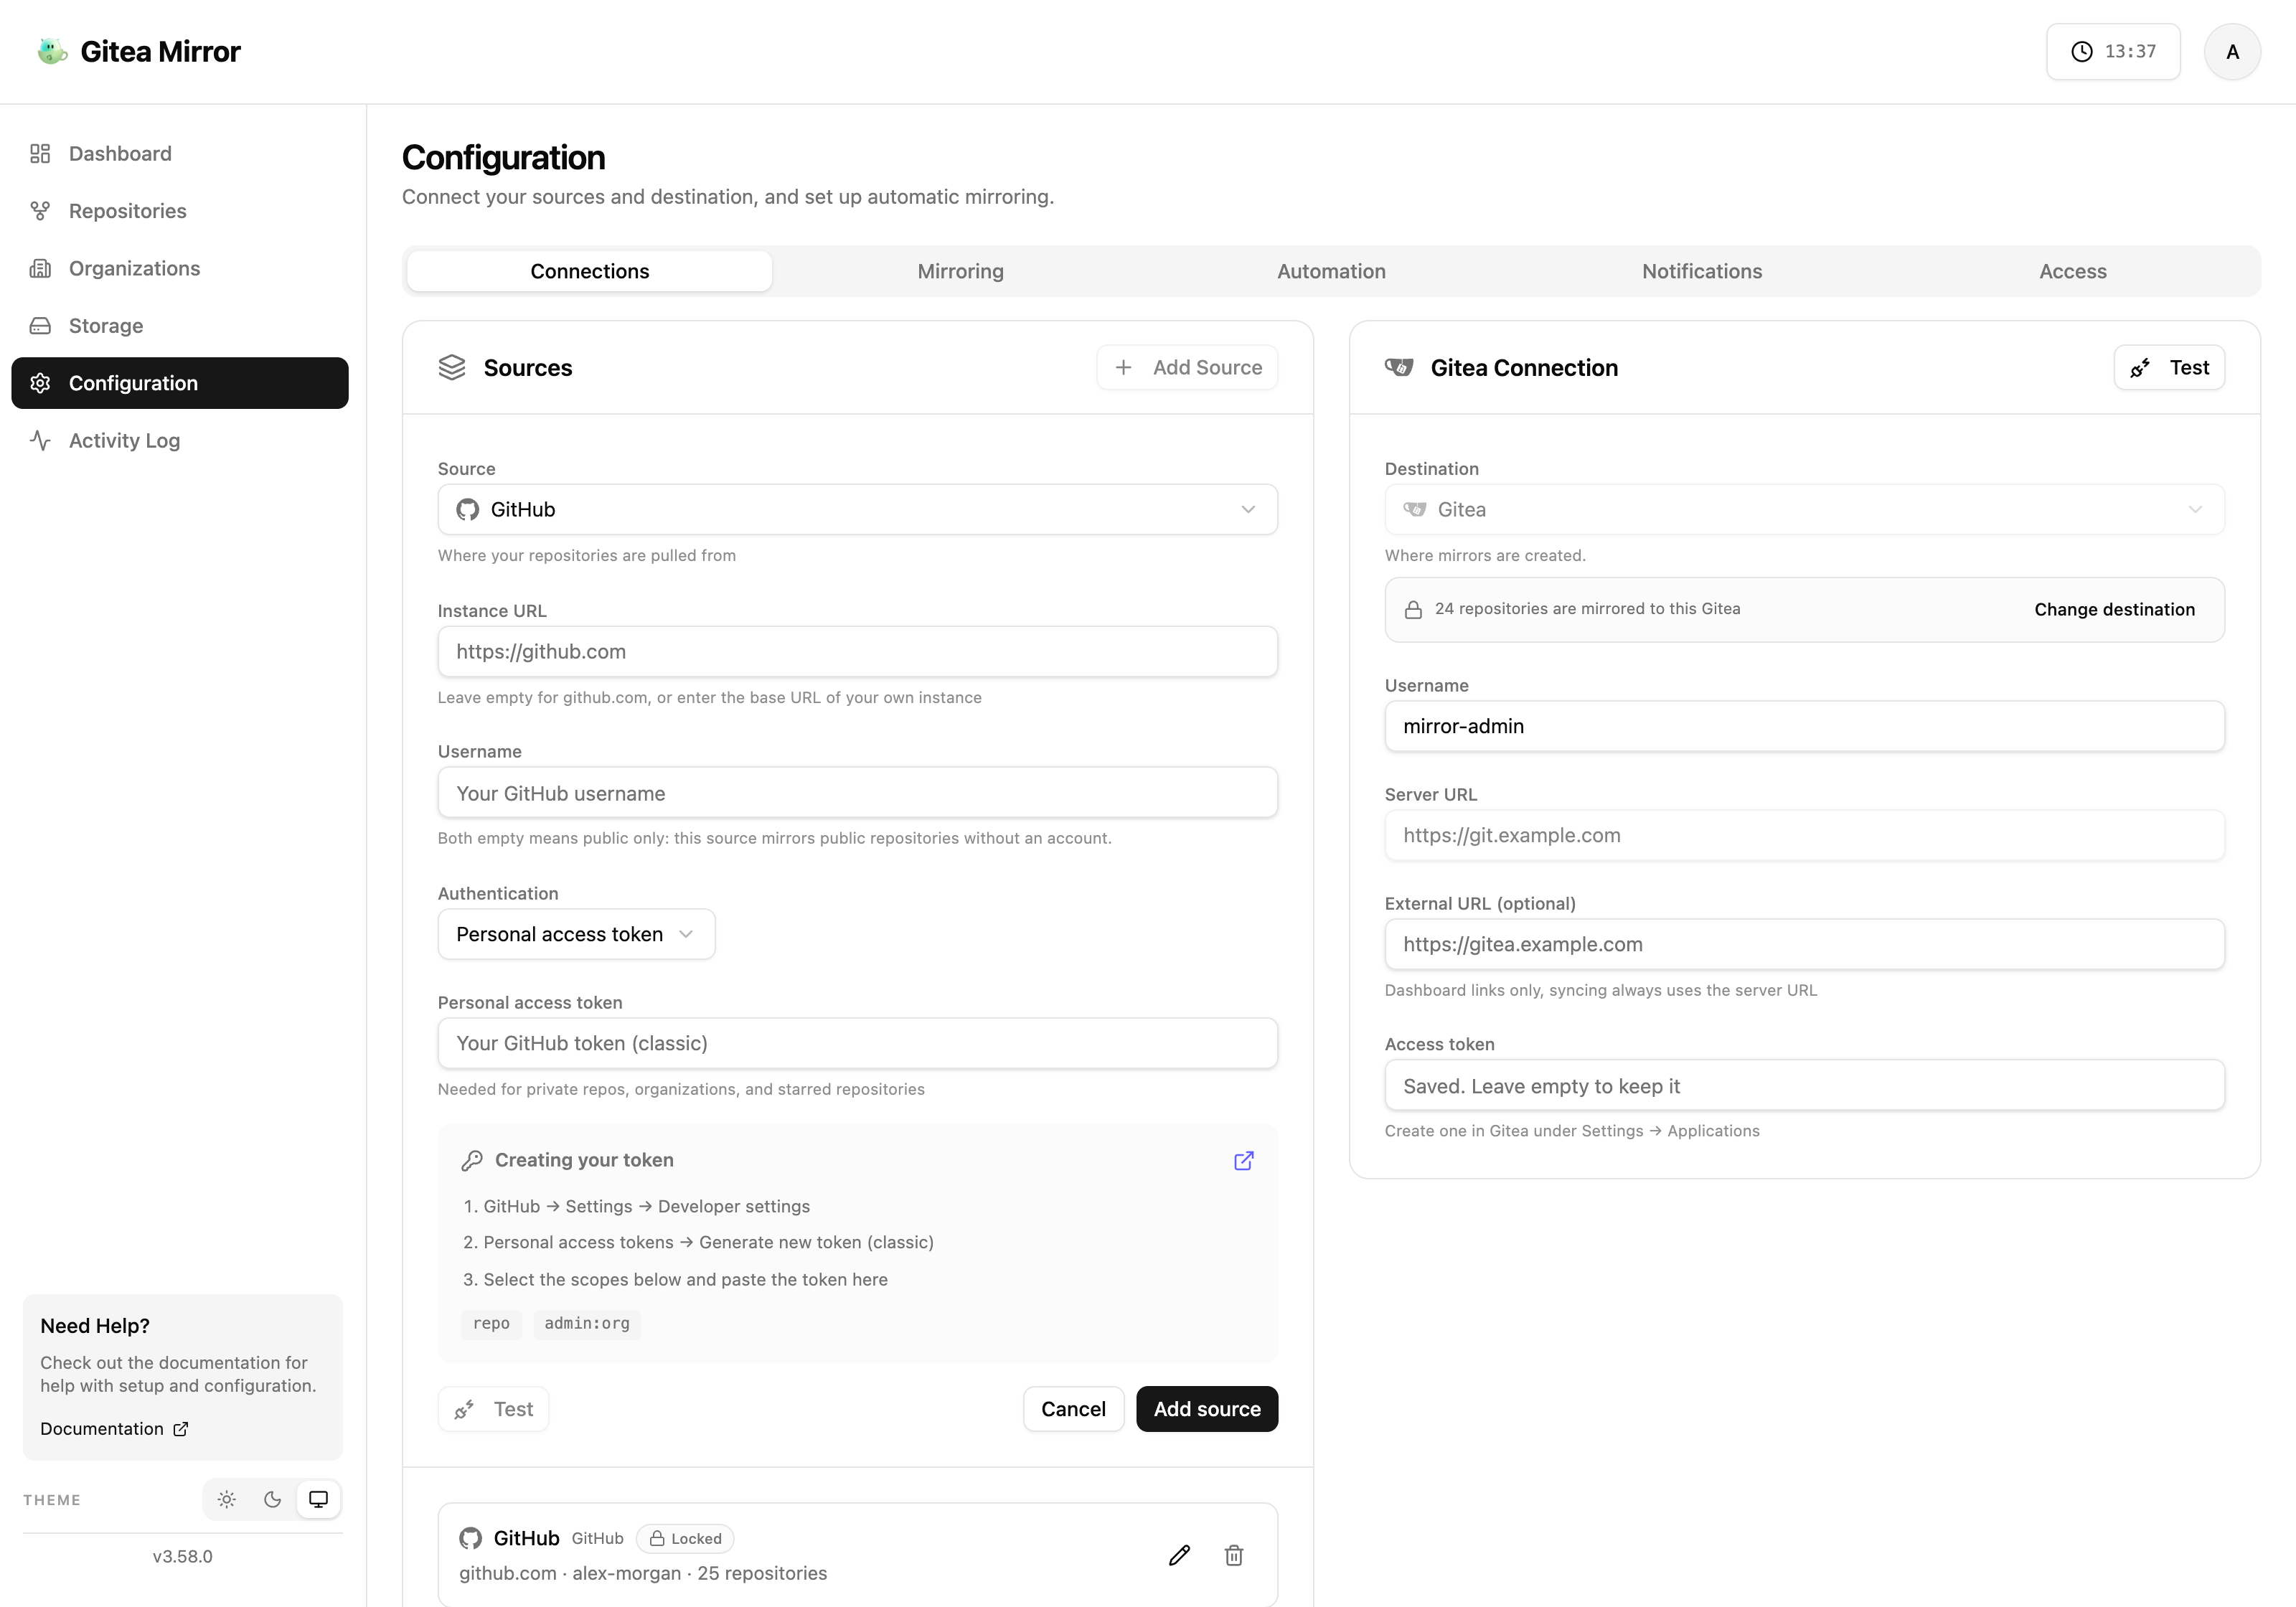 Gitea Mirror
13:37
A
Dashboard
Repositories
Organizations
Storage
Configuration
Activity Log
Need Help?
Check out the documentation for
help with setup and configuration.
Documentation
THEME
v3.58.0
Configuration
Connect your sources and destination, and set up automatic mirroring.
Connections
Mirroring
Automation
Notifications
Access
Sources
Add Source
Source
GitHub
Where your repositories are pulled from
Instance URL
https://github.com
Leave empty for github.com, or enter the base URL of your own instance
Username
Your GitHub username
Both empty means public only: this source mirrors public repositories without an account.
Authentication
Personal access token
Personal access token
Your GitHub token (classic)
Needed for private repos, organizations, and starred repositories
Creating your token
1. GitHub → Settings → Developer settings
2. Personal access tokens → Generate new token (classic)
3. Select the scopes below and paste the token here
repo admin:org
Test
Cancel
Add source
GitHub GitHub Locked
github.com · alex-morgan · 25 repositories
Gitea Connection
Test
Destination
Gitea
Where mirrors are created.
24 repositories are mirrored to this Gitea
Change destination
Username
mirror-admin
Server URL
https://git.example.com
External URL (optional)
https://gitea.example.com
Dashboard links only, syncing always uses the server URL
Access token
Saved. Leave empty to keep it
Create one in Gitea under Settings → Applications